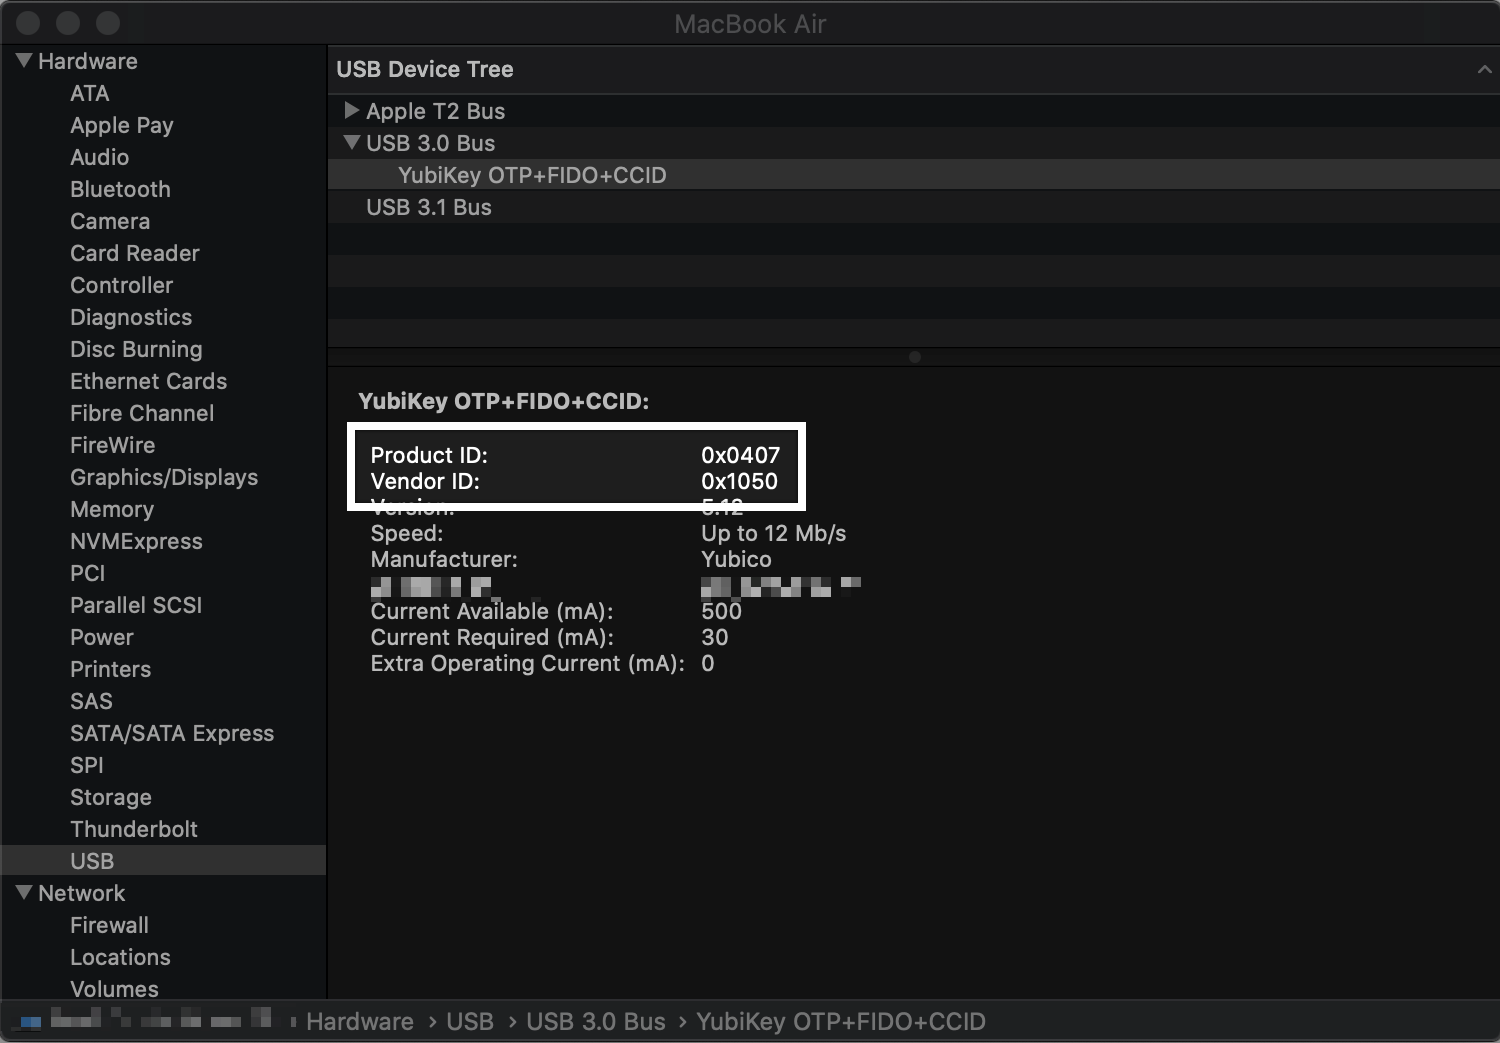 MacBook Air
Hardware
ATA
Apple Pay
Audio
Bluetooth
Camera
Card Reader
Controller
Diagnostics
Disc Burning
Ethernet Cards
Fibre Channel
FireWire
Graphics/Displays
Memory
NVMExpress
PCI
Parallel SCSI
Power
Printers
SAS
SATA/SATA Express
SPI
Storage
Thunderbolt
USB
Network
Firewall
Locations
Volumes
USB Device Tree
Apple T2 Bus
USB 3.0 Bus
YubiKey OTP+FIDO+CCID
USB 3.1 Bus
YubiKey OTP+FIDO+CCID:
Product ID: 0x0407
Vendor ID: 0x1050
Version: 5.12
Speed: Up to 12 Mb/s
Manufacturer: Yubico
Current Available (mA): 500
Current Required (mA): 30
Extra Operating Current (mA): 0
Hardware › USB › USB 3.0 Bus › YubiKey OTP+FIDO+CCID